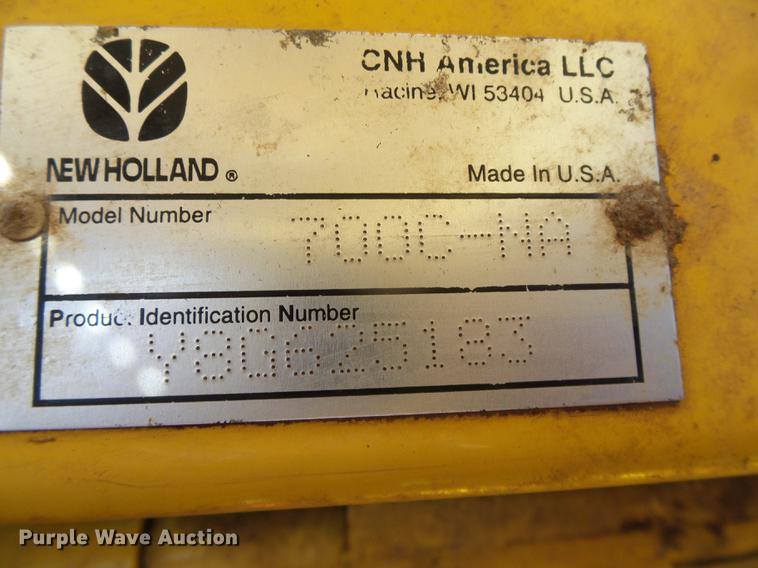 CNH America LLC
Racine, WI 53404 U.S.A.
NEW HOLLAND ®
Made In U.S.A.
Model Number 700C-NA
Product Identification Number
Y8G625183
Purple Wave Auction